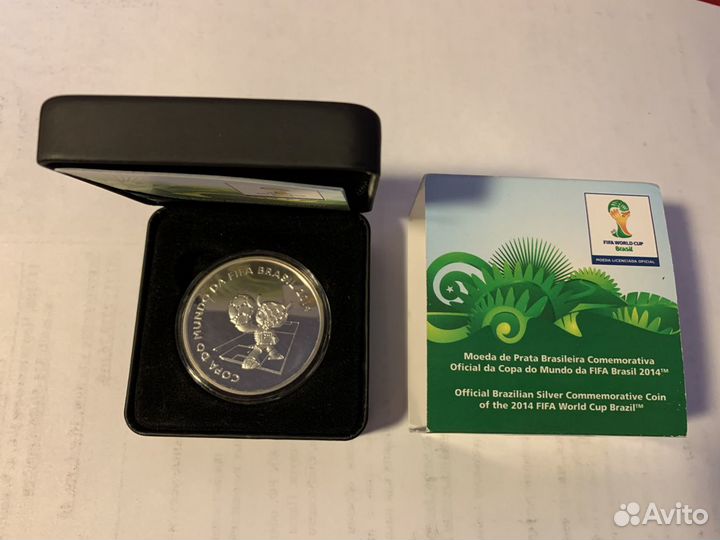 COPA DO MUNDO DA FIFA BRASIL 2014
FIFA WORLD CUP
Brasil
MOEDA LICENCIADA OFICIAL
Moeda de Prata Brasileira Comemorativa
Oficial da Copa do Mundo da FIFA Brasil 2014™
Official Brazilian Silver Commemorative Coin
of the 2014 FIFA World Cup Brazil™
Avito